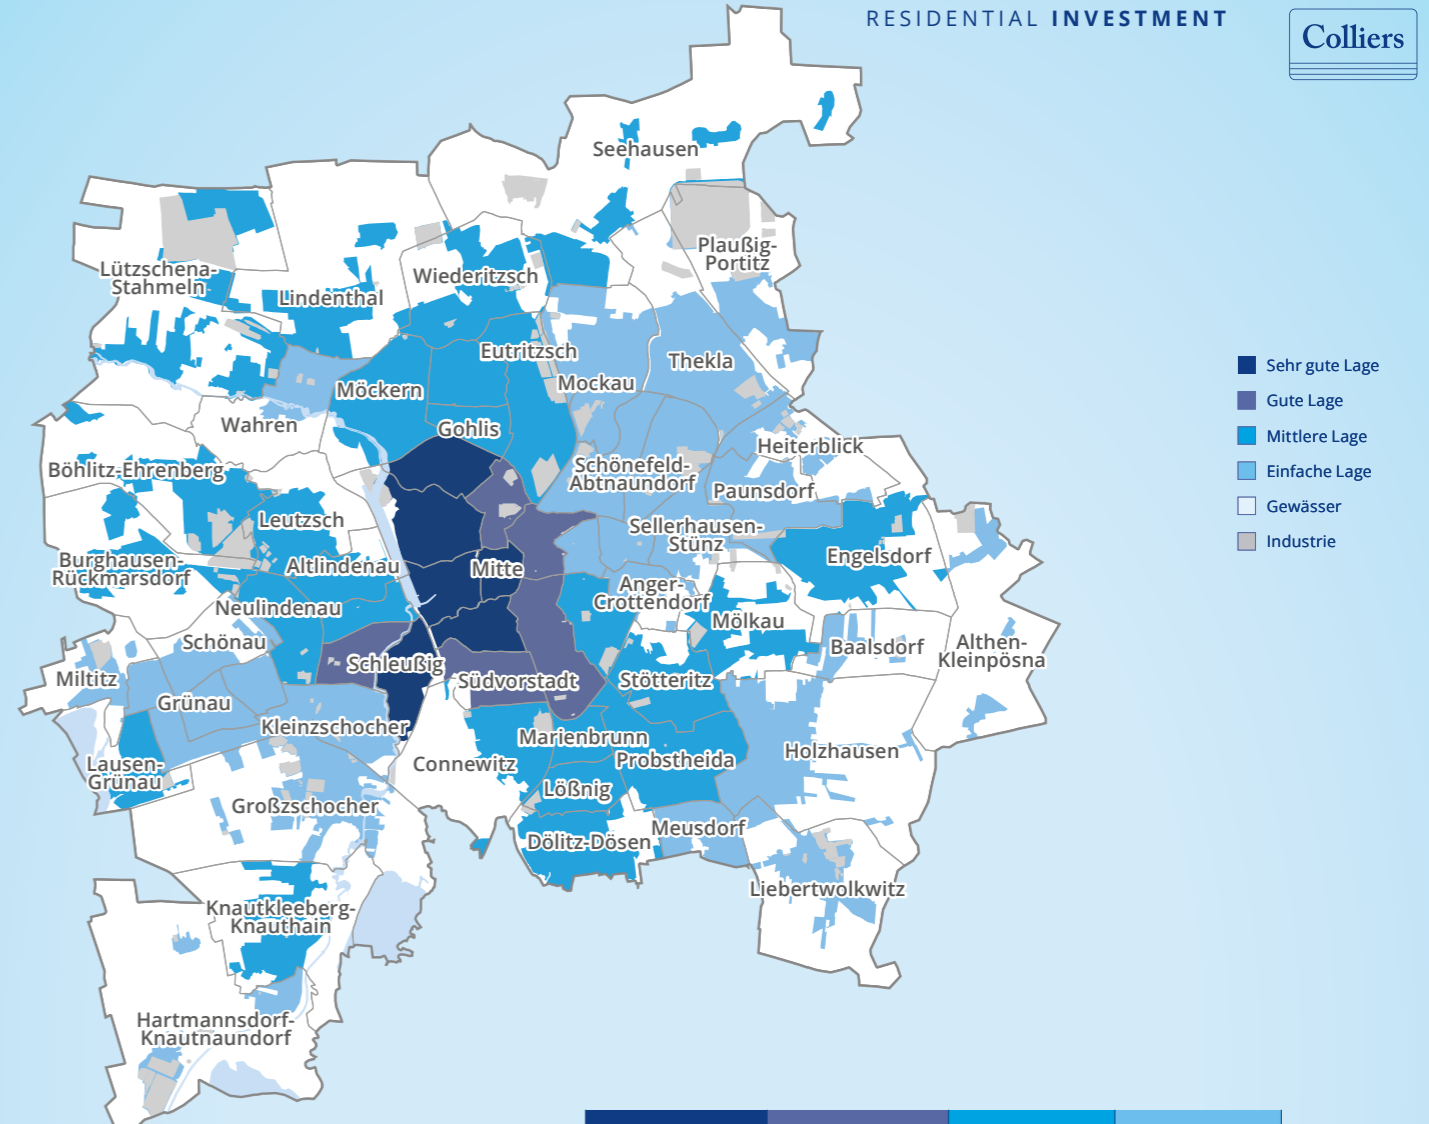 RESIDENTIAL INVESTMENT
Colliers
Seehausen
Plaußig-
Portitz
Lützschena-
Stahmeln
Lindenthal
Wiederitzsch
Eutritzsch
Thekla
Mockau
Möckern
Wahren
Gohlis
Heiterblick
Böhlitz-Ehrenberg
Schönefeld-
Abtnaundorf
Paunsdorf
Leutzsch
Sellerhausen-
Stünz
Engelsdorf
Burghausen-
Rückmarsdorf
Altlindenau
Mitte
Anger-
Crottendorf
Neulindenau
Mölkau
Schönau
Baalsdorf
Althen-
Kleinpösna
Schleußig
Miltitz
Südvorstadt
Stötteritz
Grünau
Kleinzschocher
Marienbrunn
Holzhausen
Connewitz
Probstheida
Lausen-
Grünau
Lößnig
Großzschocher
Meusdorf
Dölitz-Dösen
Liebertwolkwitz
Knautkleeberg-
Knauthain
Hartmannsdorf-
Knautnaundorf
Sehr gute Lage
Gute Lage
Mittlere Lage
Einfache Lage
Gewässer
Industrie